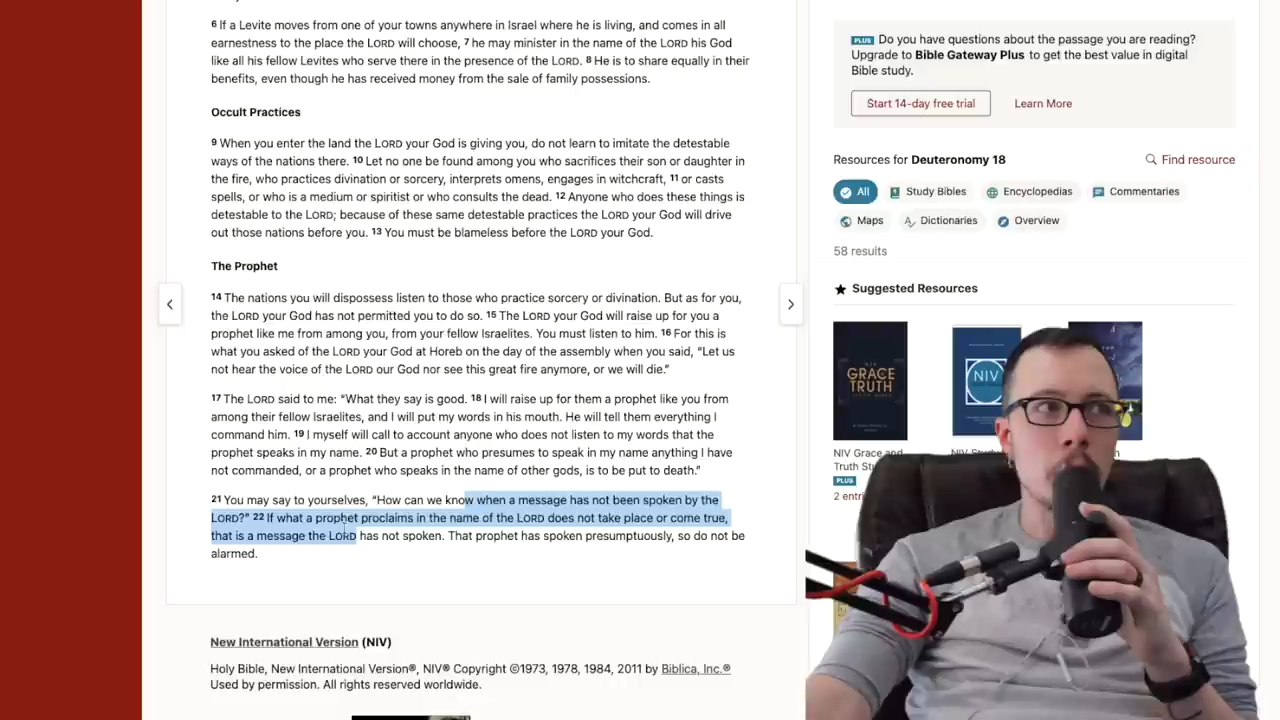 6 If a Levite moves from one of your towns anywhere in Israel where he is living, and comes in all
earnestness to the place the LORD will choose, 7 he may minister in the name of the LORD his God
like all his fellow Levites who serve there in the presence of the LORD. 8 He is to share equally in their
benefits, even though he has received money from the sale of family possessions.
Occult Practices
9 When you enter the land the LORD your God is giving you, do not learn to imitate the detestable
ways of the nations there. 10 Let no one be found among you who sacrifices their son or daughter in
the fire, who practices divination or sorcery, interprets omens, engages in witchcraft, 11 or casts
spells, or who is a medium or spiritist or who consults the dead. 12 Anyone who does these things is
detestable to the LORD; because of these same detestable practices the LORD your God will drive
out those nations before you. 13 You must be blameless before the LORD your God.
The Prophet
14 The nations you will dispossess listen to those who practice sorcery or divination. But as for you,
the LORD your God has not permitted you to do so. 15 The LORD your God will raise up for you a
prophet like me from among you, from your fellow Israelites. You must listen to him. 16 For this is
what you asked of the LORD your God at Horeb on the day of the assembly when you said, “Let us
not hear the voice of the LORD our God nor see this great fire anymore, or we will die.”
17 The LORD said to me: “What they say is good. 18 I will raise up for them a prophet like you from
among their fellow Israelites, and I will put my words in his mouth. He will tell them everything I
command him. 19 I myself will call to account anyone who does not listen to my words that the
prophet speaks in my name. 20 But a prophet who presumes to speak in my name anything I have
not commanded, or a prophet who speaks in the name of other gods, is to be put to death.”
21 You may say to yourselves, “How can we know when a message has not been spoken by the
LORD?” 22 If what a prophet proclaims in the name of the LORD does not take place or come true,
that is a message the LORD has not spoken. That prophet has spoken presumptuously, so do not be
alarmed.
New International Version (NIV)
Holy Bible, New International Version®, NIV® Copyright ©1973, 1978, 1984, 2011 by Biblica, Inc.®
Used by permission. All rights reserved worldwide.
PLUS Do you have questions about the passage you are reading?
Upgrade to Bible Gateway Plus to get the best value in digital
Bible study.
Start 14-day free trial Learn More
Resources for Deuteronomy 18 Find resource
All Study Bibles Encyclopedias Commentaries
Maps Dictionaries Overview
58 results
Suggested Resources
NIV
GRACE
TRUTH
NIV
NIV Grace and
Truth
PLUS
2